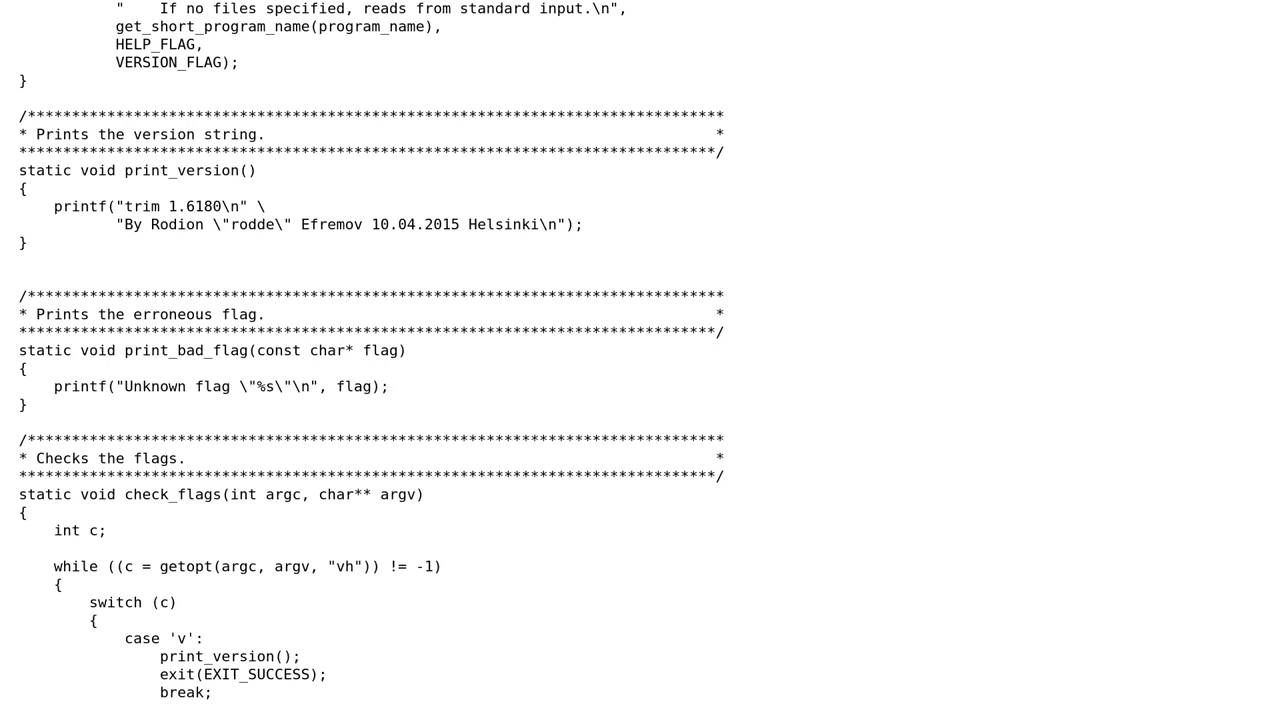 "    If no files specified, reads from standard input.\n",
           get_short_program_name(program_name),
           HELP_FLAG,
           VERSION_FLAG);
}

/*******************************************************************************
* Prints the version string.                                                   *
*******************************************************************************/
static void print_version()
{
    printf("trim 1.6180\n" \
           "By Rodion \"rodde\" Efremov 10.04.2015 Helsinki\n");
}


/*******************************************************************************
* Prints the erroneous flag.                                                   *
*******************************************************************************/
static void print_bad_flag(const char* flag)
{
    printf("Unknown flag \"%s\"\n", flag);
}

/*******************************************************************************
* Checks the flags.                                                            *
*******************************************************************************/
static void check_flags(int argc, char** argv)
{
    int c;

    while ((c = getopt(argc, argv, "vh")) != -1)
    {
        switch (c)
        {
            case 'v':
                print_version();
                exit(EXIT_SUCCESS);
                break;